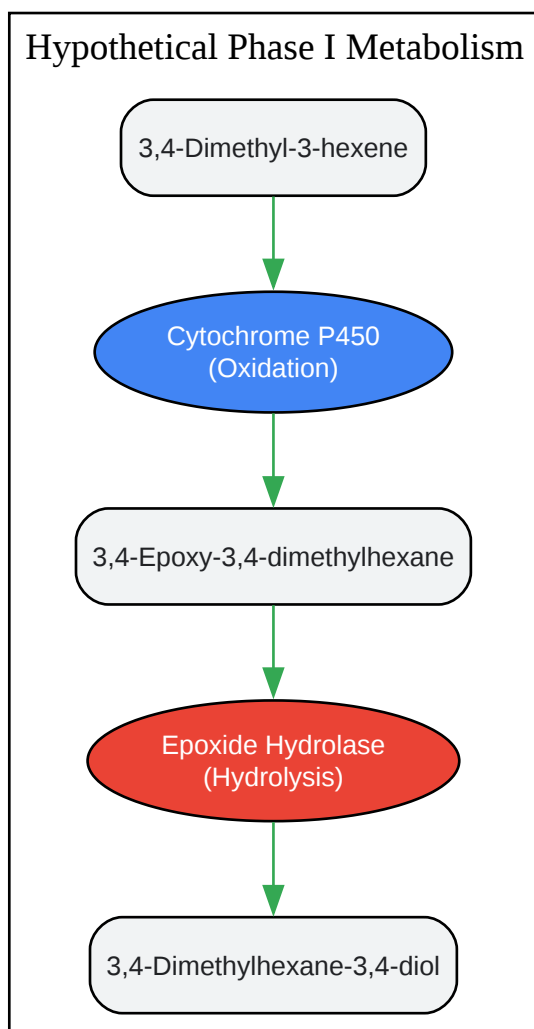 Hypothetical Phase I Metabolism
3,4-Dimethyl-3-hexene
Cytochrome P450
(Oxidation)
3,4-Epoxy-3,4-dimethylhexane
Epoxide Hydrolase
(Hydrolysis)
3,4-Dimethylhexane-3,4-diol